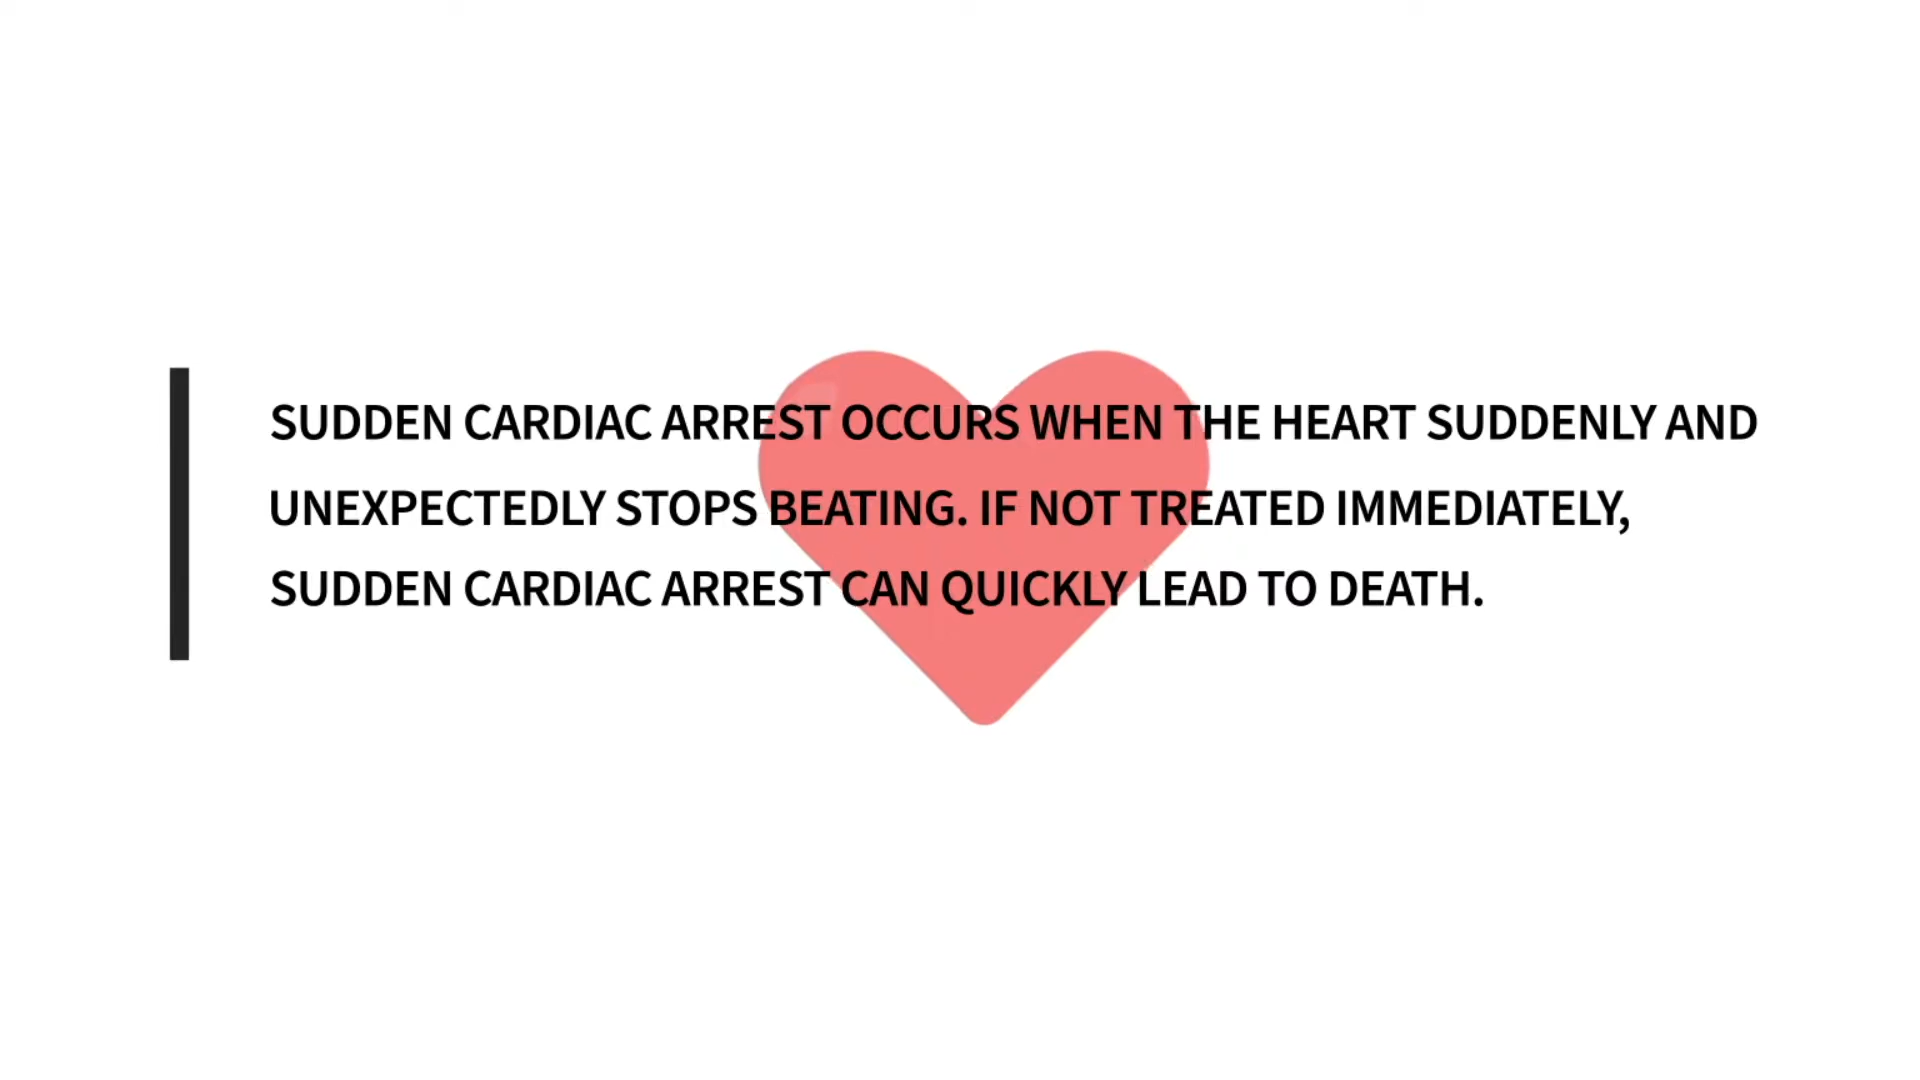 SUDDEN CARDIAC ARREST OCCURS WHEN THE HEART SUDDENLY AND
UNEXPECTEDLY STOPS BEATING. IF NOT TREATED IMMEDIATELY,
SUDDEN CARDIAC ARREST CAN QUICKLY LEAD TO DEATH.